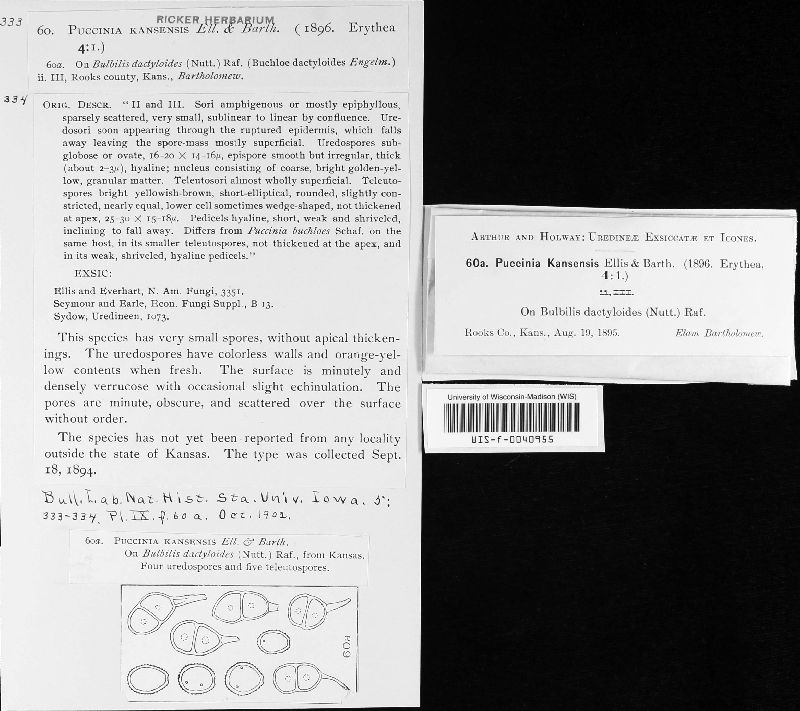 333
RICKER HERBARIUM
60. PUCCINIA KANSENSIS Ell. & Barth. (1896. Erythea
4:1.)
60a. On Bulbilis dactyloides (Nutt.) Raf. (Buchloe dactyloides Engelm.)
ii. III, Rooks county, Kans., Bartholomew.
334
ORIG. DESCR. "II and III. Sori amphigenous or mostly epiphyllous,
sparsely scattered, very small, sublinear to linear by confluence. Ure-
dosori soon appearing through the ruptured epidermis, which falls
away leaving the spore-mass mostly superficial. Uredospores sub-
globose or ovate, 16-20 X 14-16μ, epispore smooth but irregular, thick
(about 2-3μ), hyaline; nucleus consisting of coarse, bright golden-yel-
low, granular matter. Teleutosori almost wholly superficial. Teleuto-
spores bright yellowish-brown, short-elliptical, rounded, slightly con-
stricted, nearly equal, lower cell sometimes wedge-shaped, not thickened
at apex, 25-30 X 15-18μ. Pedicels hyaline, short, weak and shriveled,
inclining to fall away. Differs from Puccinia buchloes Schaf. on the
same host, in its smaller teleutospores, not thickened at the apex, and
in its weak, shriveled, hyaline pedicels."
EXSIC:
Ellis and Everhart, N. Am. Fungi, 3351.
Seymour and Earle, Econ. Fungi Suppl., B 13.
Sydow, Uredineen, 1073.
This species has very small spores, without apical thicken-
ings. The uredospores have colorless walls and orange-yel-
low contents when fresh. The surface is minutely and
densely verrucose with occasional slight echinulation. The
pores are minute, obscure, and scattered over the surface
without order.
The species has not yet been reported from any locality
outside the state of Kansas. The type was collected Sept.
18, 1894.
Bull. Lab. Nat. Hist. Sta. Univ. Iowa. 5:
333-334, Pl. IX. f. 60 a. Oct. 1902.
60a. PUCCINIA KANSENSIS Ell. & Barth.
On Bulbilis dactyloides (Nutt.) Raf., from Kansas.
Four uredospores and five teleutospores.
60a
ARTHUR AND HOLWAY: UREDINEÆ EXSICCATÆ ET ICONES.
60a. Puccinia Kansensis Ellis & Barth. (1896. Erythea,
4:1.)
ii, III.
On Bulbilis dactyloides (Nutt.) Raf.
Rooks Co., Kans., Aug. 19, 1895. Elam Bartholomew.
University of Wisconsin-Madison (WIS)
WIS-f-0040955